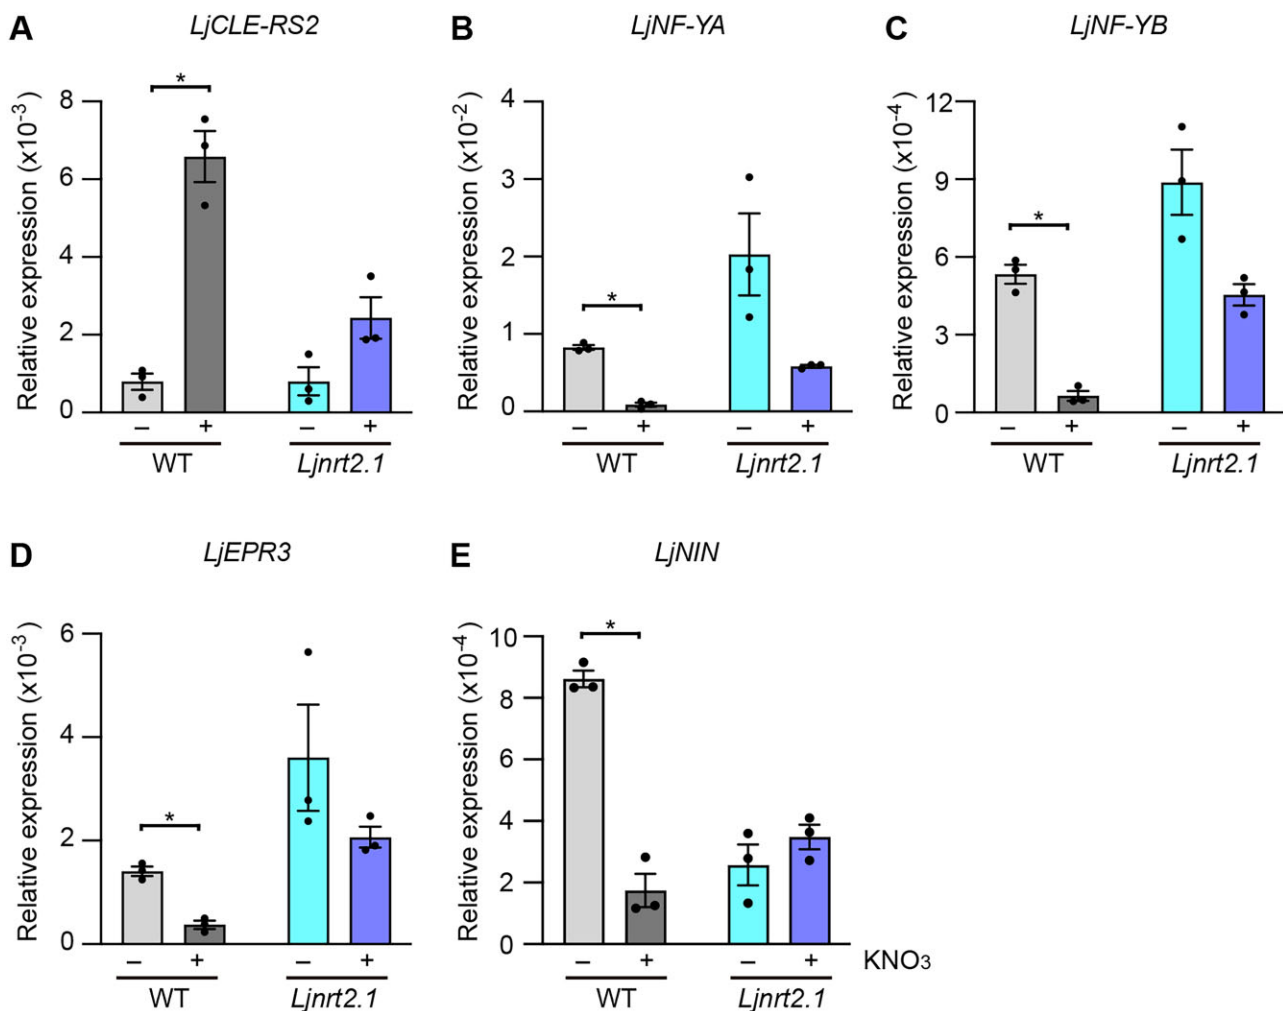 A LjCLE-RS2
Relative expression (x10-3)
8
6
4
2
0
*
– + – +
WT Ljnrt2.1
B LjNF-YA
Relative expression (x10-2)
4
3
2
1
0
*
– + – +
WT Ljnrt2.1
C LjNF-YB
Relative expression (x10-4)
12
9
6
3
0
*
– + – +
WT Ljnrt2.1
D LjEPR3
Relative expression (x10-3)
6
4
2
0
*
– + – +
WT Ljnrt2.1
E LjNIN
Relative expression (x10-4)
10
8
6
4
2
0
*
– + – + KNO3
WT Ljnrt2.1